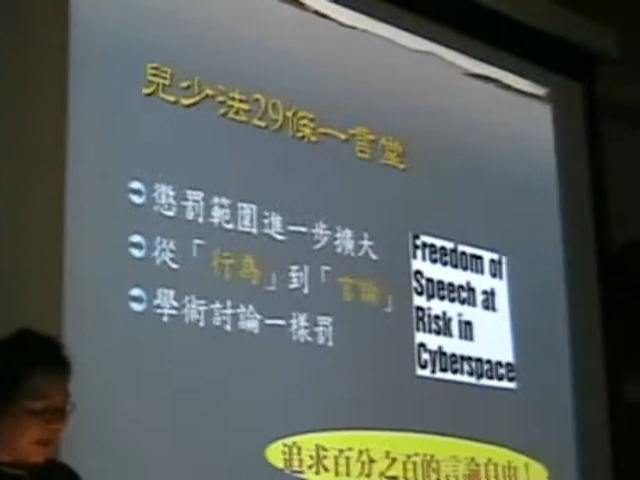 兒少法29條一言堂
懲罰範圍進一步擴大
從「行為」到「言論」
學術討論一樣罰
Freedom of
Speech at
Risk in
Cyberspace
追求百分之百的言論自由！